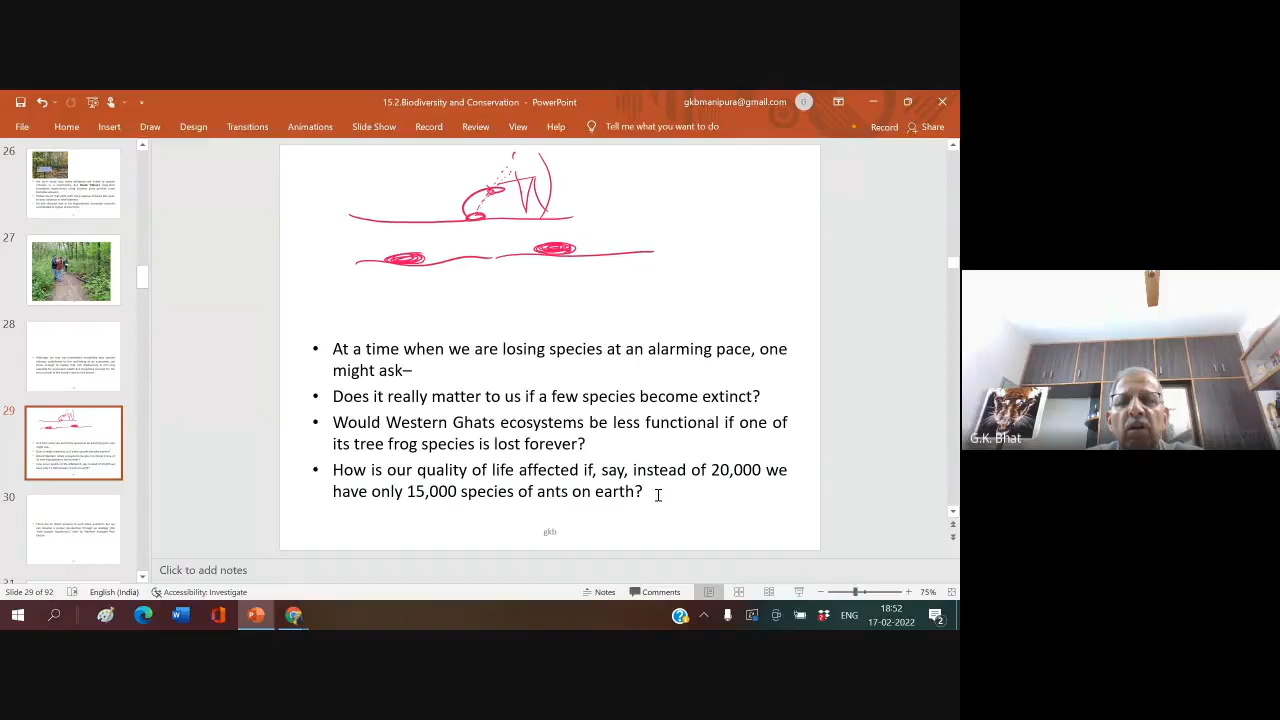 15.2.Biodiversity and Conservation - PowerPoint
gkbmanipura@gmail.com
G
File Home Insert Draw Design Transitions Animations Slide Show Record Review View Help Tell me what you want to do Record Share
26
27
28
29
30
31
• At a time when we are losing species at an alarming pace, one
might ask–
• Does it really matter to us if a few species become extinct?
• Would Western Ghats ecosystems be less functional if one of
its tree frog species is lost forever?
• How is our quality of life affected if, say, instead of 20,000 we
have only 15,000 species of ants on earth?
gkb
Click to add notes
Slide 29 of 92 English (India) Accessibility: Investigate Notes Comments 75%
ENG
18:52
17-02-2022
2
G.K. Bhat